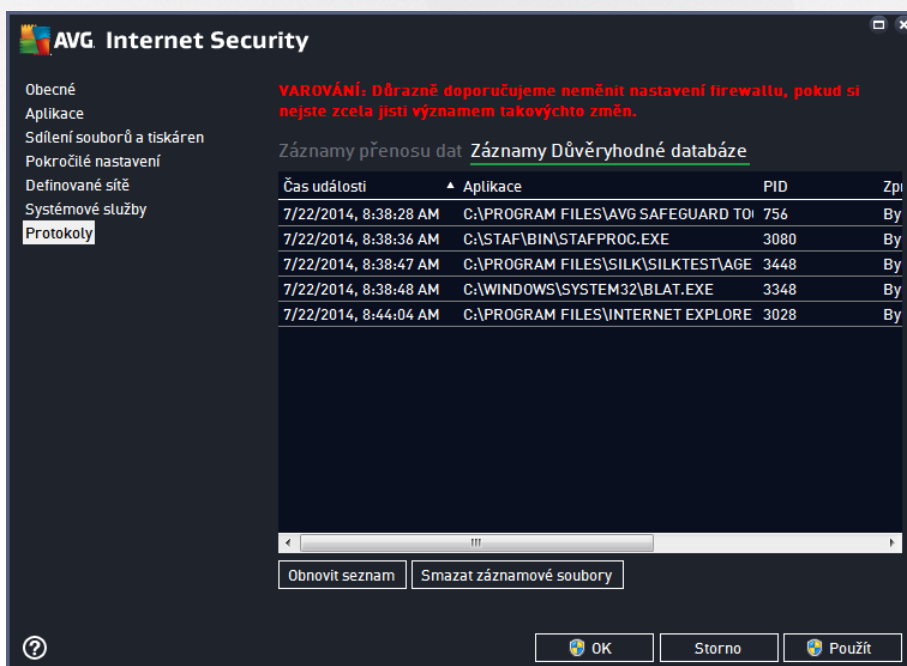 AVG Internet Security
Obecné
Aplikace
Sdílení souborů a tiskáren
Pokročilé nastavení
Definované sítě
Systémové služby
Protokoly
VAROVÁNÍ: Důrazně doporučujeme neměnit nastavení firewallu, pokud si
nejste zcela jisti významem takovýchto změn.
Záznamy přenosu dat Záznamy Důvěryhodné databáze
Čas události Aplikace PID Zpr
7/22/2014, 8:38:28 AM C:\PROGRAM FILES\AVG SAFEGUARD TO 756 By
7/22/2014, 8:38:36 AM C:\STAF\BIN\STAFPROC.EXE 3080 By
7/22/2014, 8:38:47 AM C:\PROGRAM FILES\SILK\SILKTEST\AGE 3448 By
7/22/2014, 8:38:48 AM C:\WINDOWS\SYSTEM32\BLAT.EXE 3348 By
7/22/2014, 8:44:04 AM C:\PROGRAM FILES\INTERNET EXPLORE 3028 By
Obnovit seznam Smazat záznamové soubory
? OK Storno Použít